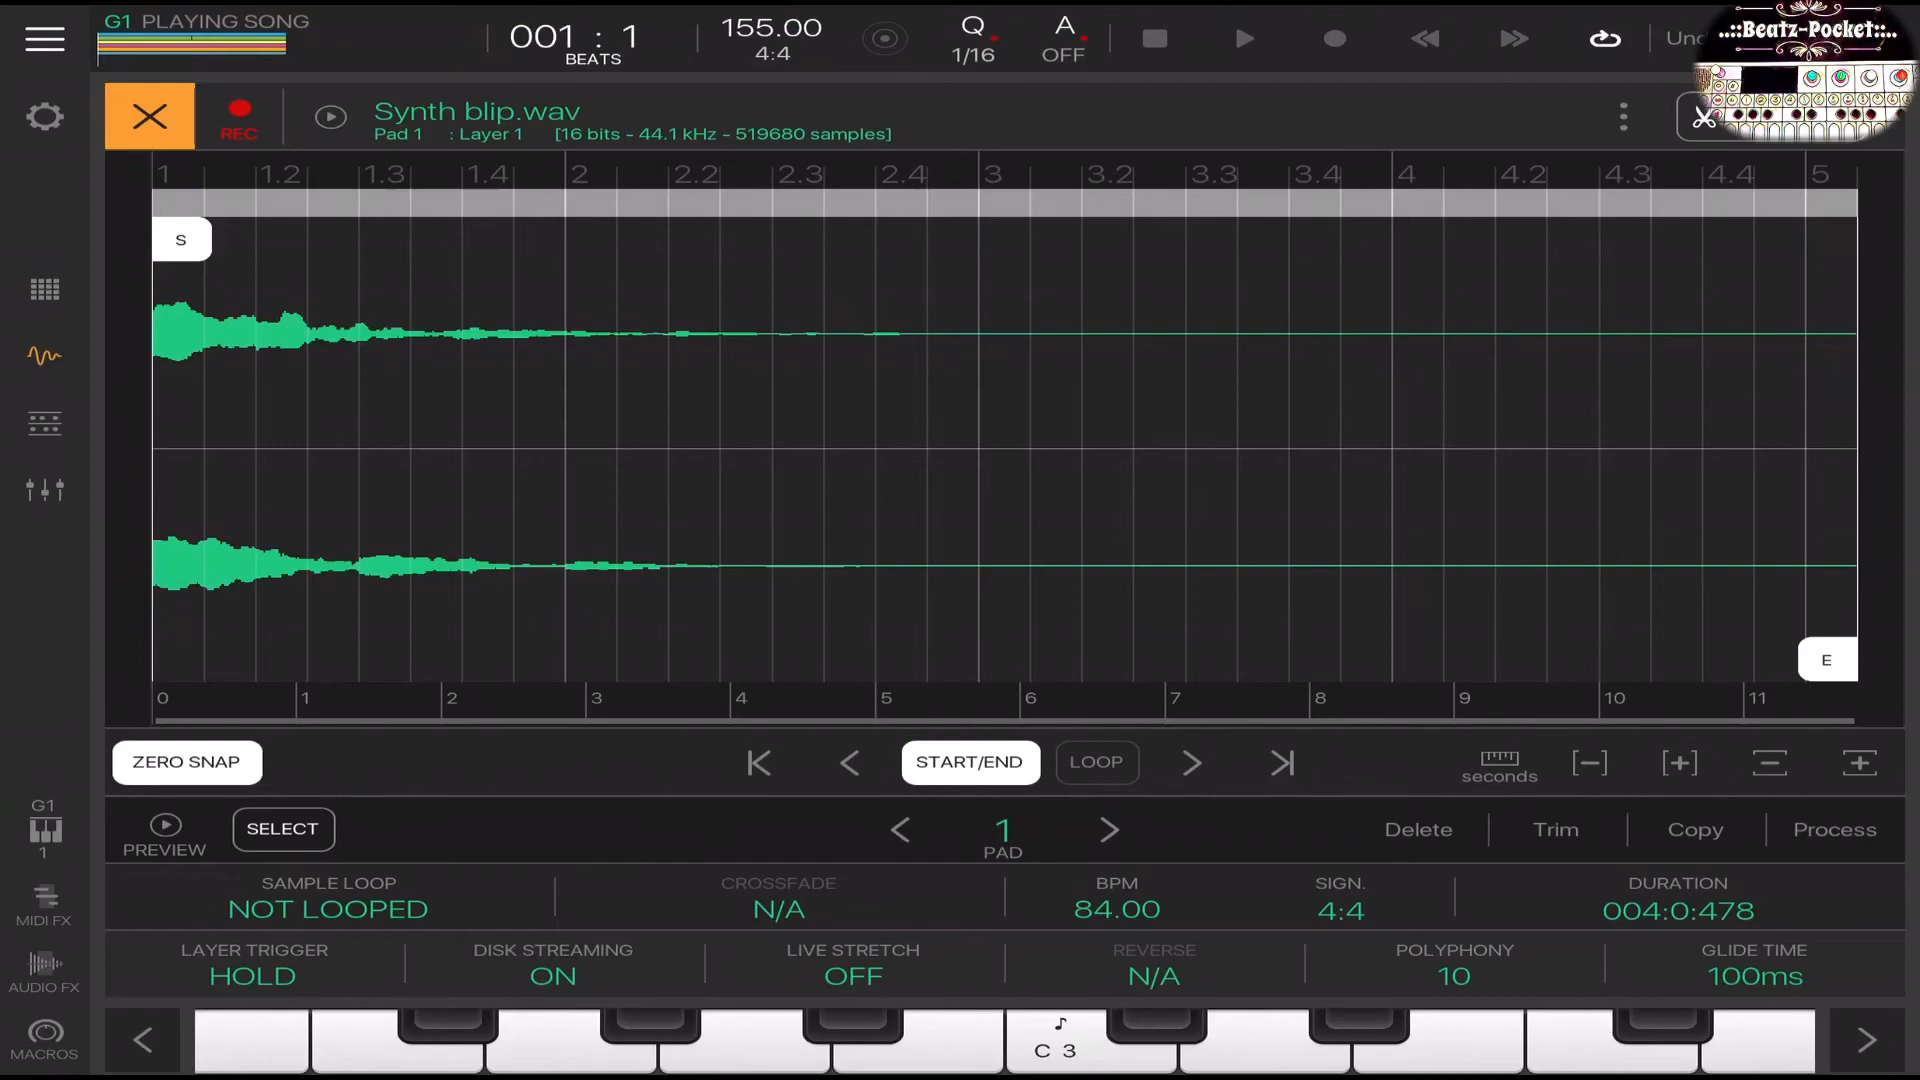 G1 PLAYING SONG
001 : 1
BEATS
155.00
4:4
Q
1/16
A
OFF
..::Beatz-Pocket::..
REC
Synth blip.wav
Pad 1 : Layer 1 [16 bits - 44.1 kHz - 519680 samples]
1 1.2 1.3 1.4 2 2.2 2.3 2.4 3 3.2 3.3 3.4 4 4.2 4.3 4.4 5
S
E
0 1 2 3 4 5 6 7 8 9 10 11
ZERO SNAP
START/END
LOOP
seconds
G1
1
PREVIEW
SELECT
1
PAD
Delete
Trim
Copy
Process
SAMPLE LOOP
NOT LOOPED
CROSSFADE
N/A
BPM
84.00
SIGN.
4:4
DURATION
004:0:478
MIDI FX
LAYER TRIGGER
HOLD
DISK STREAMING
ON
LIVE STRETCH
OFF
REVERSE
N/A
POLYPHONY
10
GLIDE TIME
100ms
AUDIO FX
MACROS
C 3